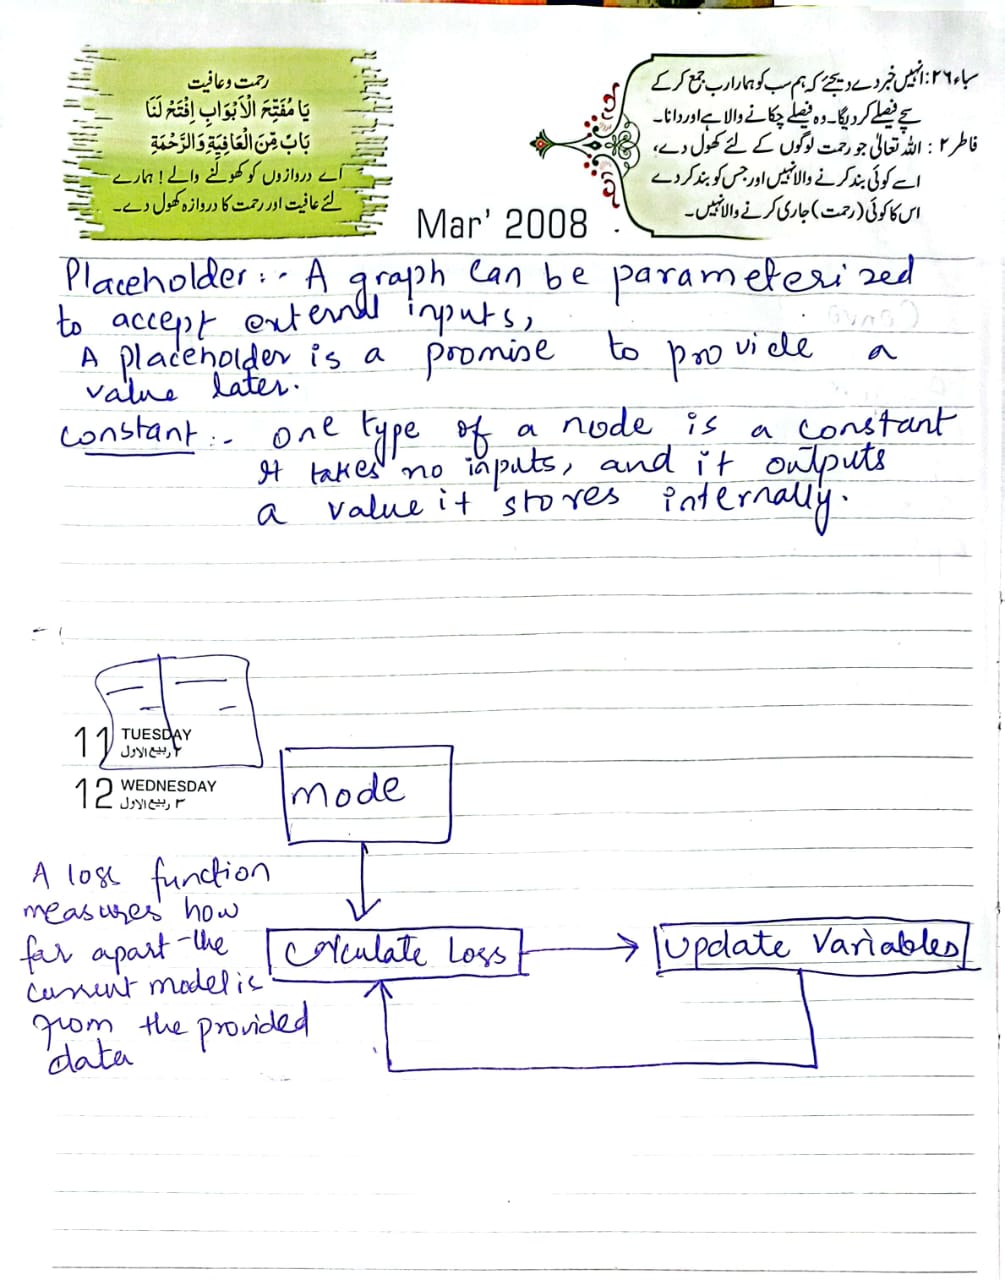 رحمت و عافیت
يَا مُفَتِّحَ الْاَبْوَابِ اِفْتَحْ لَنَا
بَابٌ مِّنَ الْعَافِيَةِ وَالرَّحْمَةِ
اے دروازوں کو کھولنے والے! ہمارے
لئے عافیت اور رحمت کا دروازہ کھول دے۔
سباء ۲۶: انہیں خبر دے دیجئے کہ ہم سب کو ہمارا رب جمع کر کے
سچے فیصلے کر دیگا۔ وہ فیصلے چکانے والا ہے اور دانا۔
فاطر ۲ : اللہ تعالیٰ جو رحمت لوگوں کے لئے کھول دے،
اسے کوئی بند کرنے والا نہیں اور جس کو بند کر دے
اس کا کوئی (رحمت) جاری کرنے والا نہیں۔
Mar' 2008
Placeholder :- A graph can be parameterized
to accept external inputs,
A placeholder is a promise to provide a
value later.
Constant :- one type of a node is a constant
It takes no inputs, and it outputs
a value it stores internally.
11 TUESDAY
۲ ربیع الاول
12 WEDNESDAY
۳ ربیع الاول
mode
A loss function
measures how
far apart the
current model is
from the provided
data
Calculate Loss
Update Variables